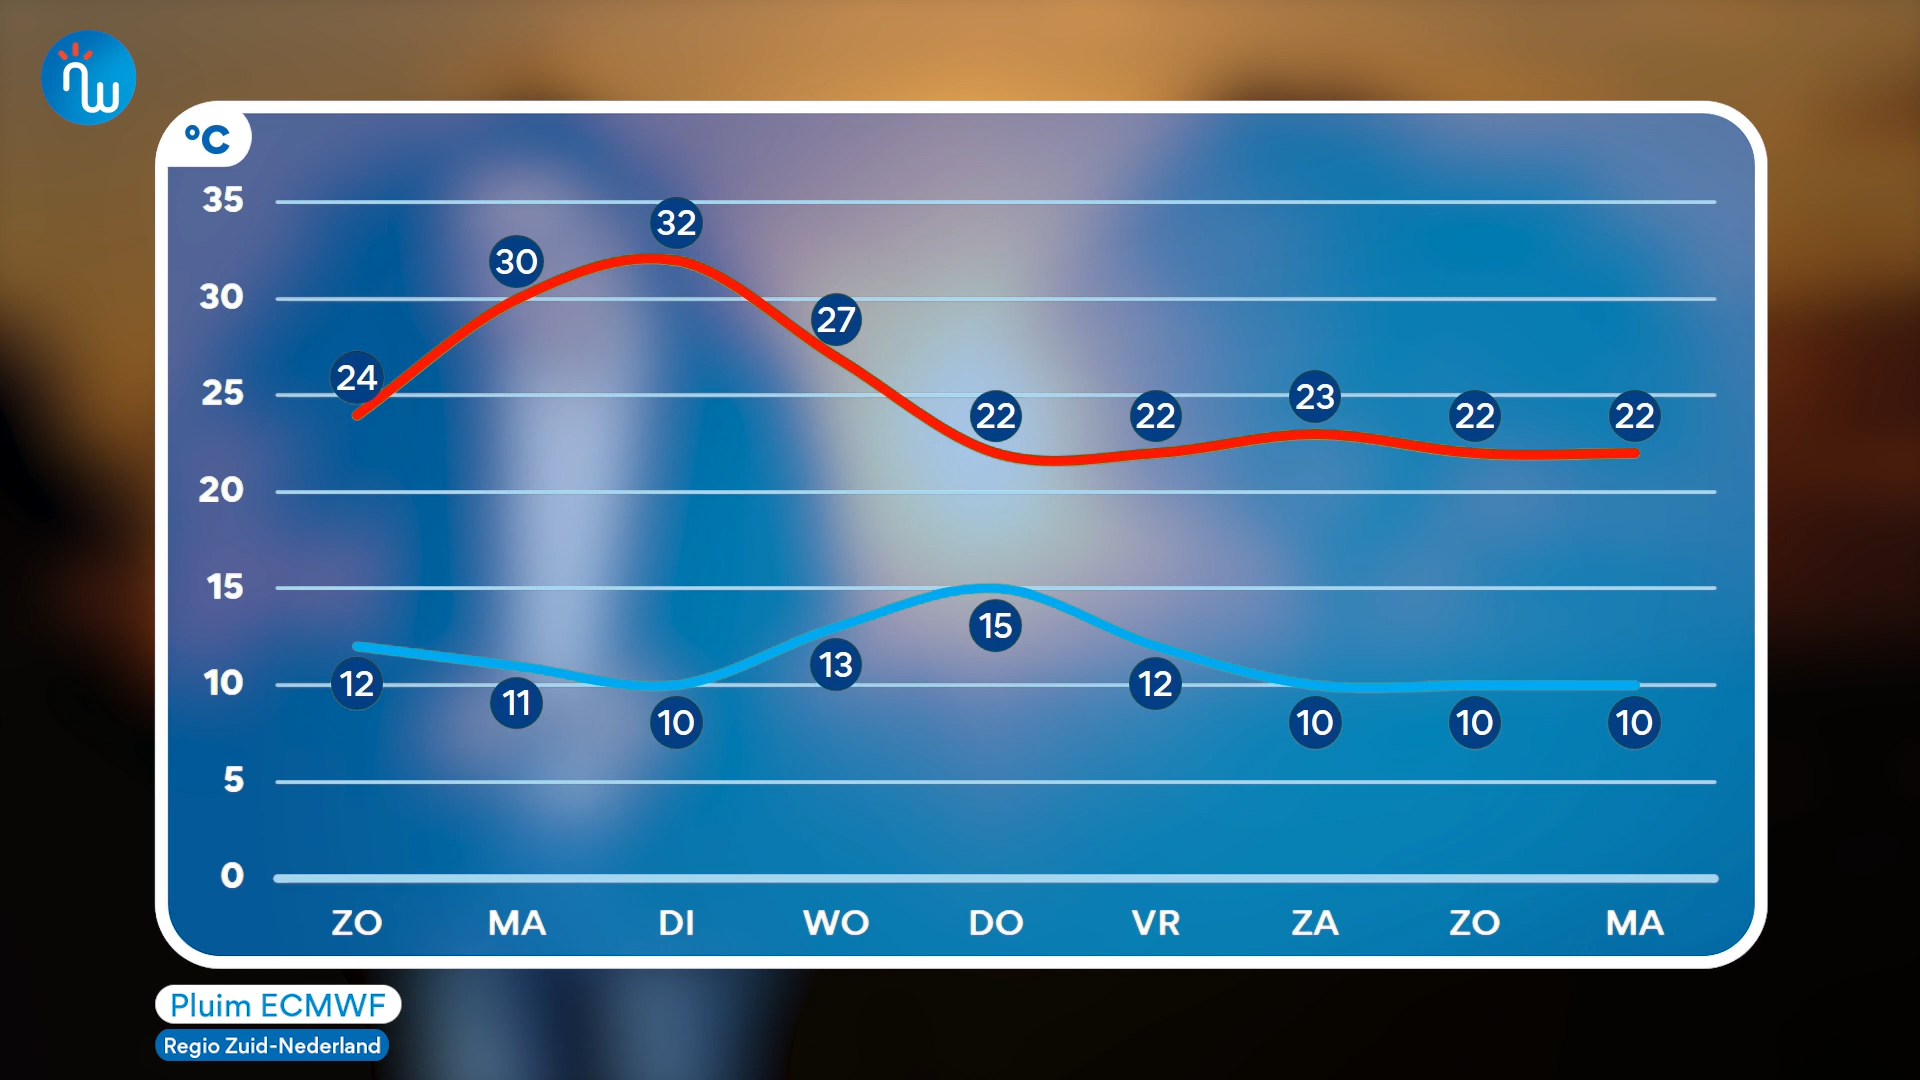 nw
°C
35
30
25
20
15
10
5
0
24 30 32 27 22 22 23 22 22
12 11 10 13 15 12 10 10 10
ZO MA DI WO DO VR ZA ZO MA
Pluim ECMWF
Regio Zuid-Nederland